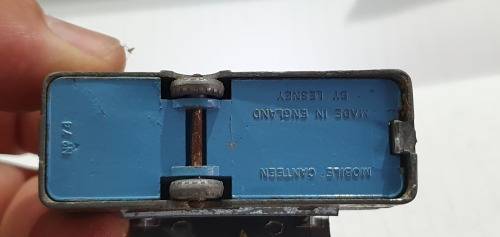 MOBILE CANTEEN
MADE IN ENGLAND
BY LESNEY
Nº 74